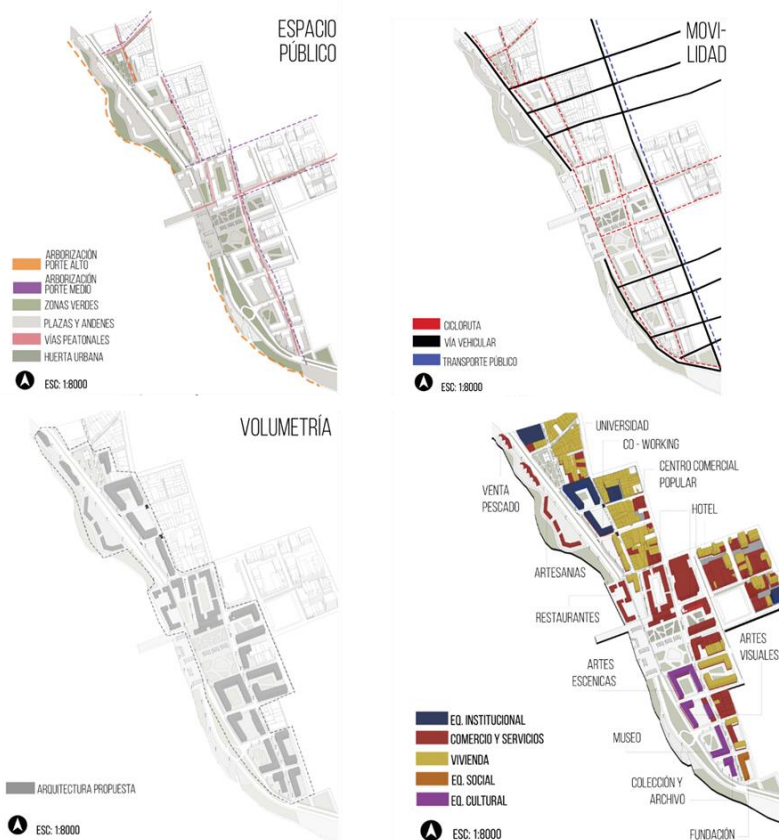 ESPACIO
PÚBLICO
ARBORIZACIÓN
PORTE ALTO
ARBORIZACIÓN
PORTE MEDIO
ZONAS VERDES
PLAZAS Y ANDENES
VÍAS PEATONALES
HUERTA URBANA
ESC: 1:8000
MOVI-
LIDAD
CICLORUTA
VÍA VEHICULAR
TRANSPORTE PÚBLICO
ESC: 1:8000
VOLUMETRÍA
ARQUITECTURA PROPUESTA
ESC: 1:8000
UNIVERSIDAD
CO - WORKING
CENTRO COMERCIAL
POPULAR
HOTEL
VENTA
PESCADO
ARTESANIAS
RESTAURANTES
ARTES
ESCENICAS
ARTES
VISUALES
MUSEO
COLECCIÓN Y
ARCHIVO
FUNDACIÓN
EQ. INSTITUCIONAL
COMERCIO Y SERVICIOS
VIVIENDA
EQ. SOCIAL
EQ. CULTURAL
ESC: 1:8000